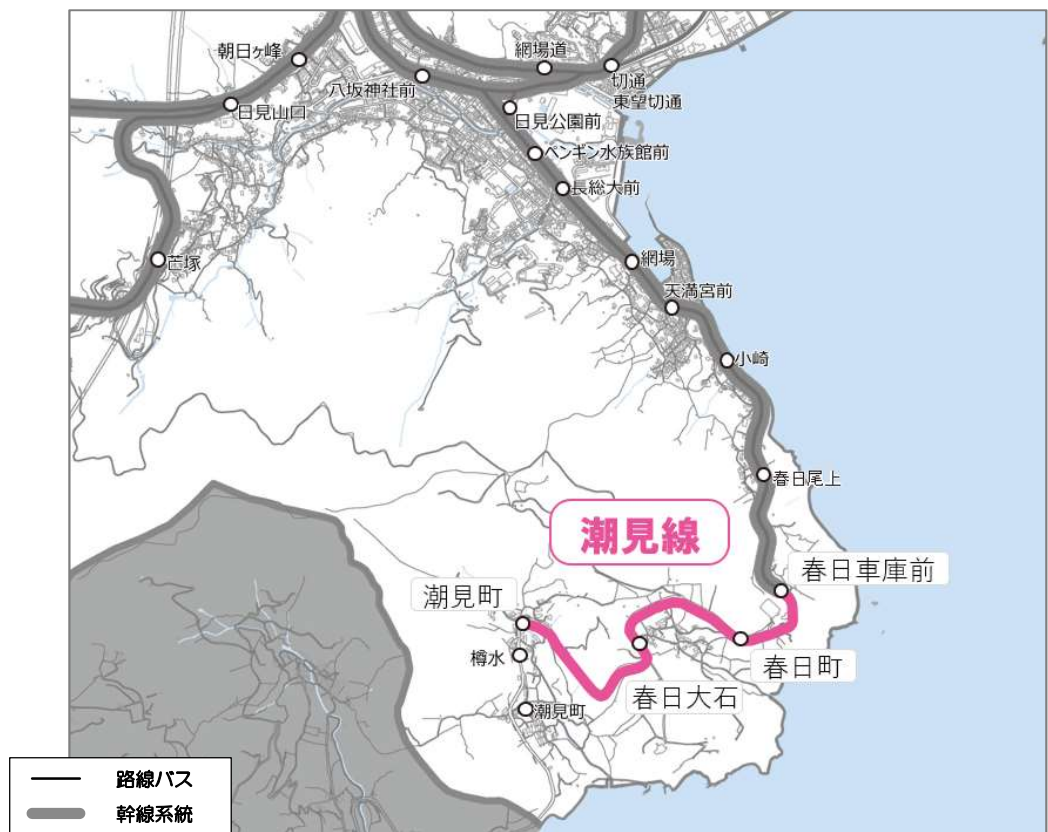 朝日ヶ峰
網場道
八坂神社前
切通
東望切通
日見山口
日見公園前
ペンギン水族館前
長総大前
芒塚
網場
天満宮前
小崎
春日尾上
潮見線
春日車庫前
潮見町
樽水
春日町
春日大石
潮見町
路線バス
幹線系統